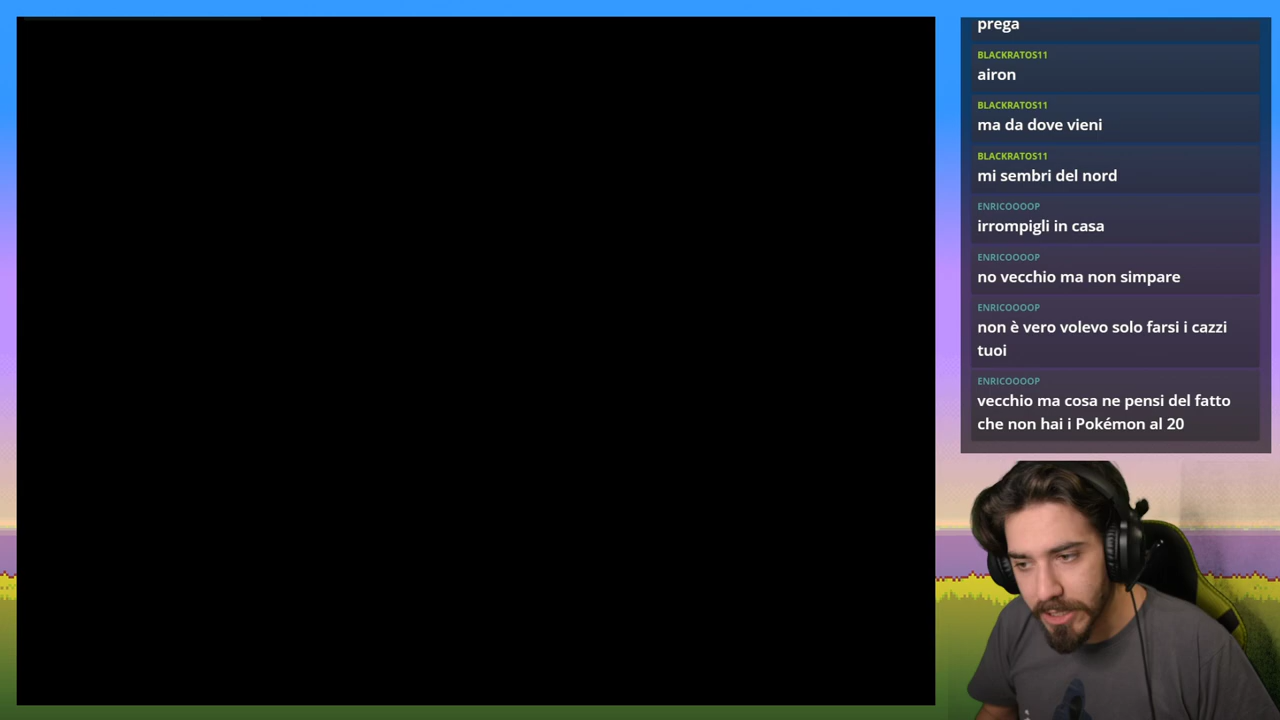 prega
BLACKRATOS11
airon
BLACKRATOS11
ma da dove vieni
BLACKRATOS11
mi sembri del nord
ENRICOOOOP
irrompigli in casa
ENRICOOOOP
no vecchio ma non simpare
ENRICOOOOP
non è vero volevo solo farsi i cazzi
tuoi
ENRICOOOOP
vecchio ma cosa ne pensi del fatto
che non hai i Pokémon al 20